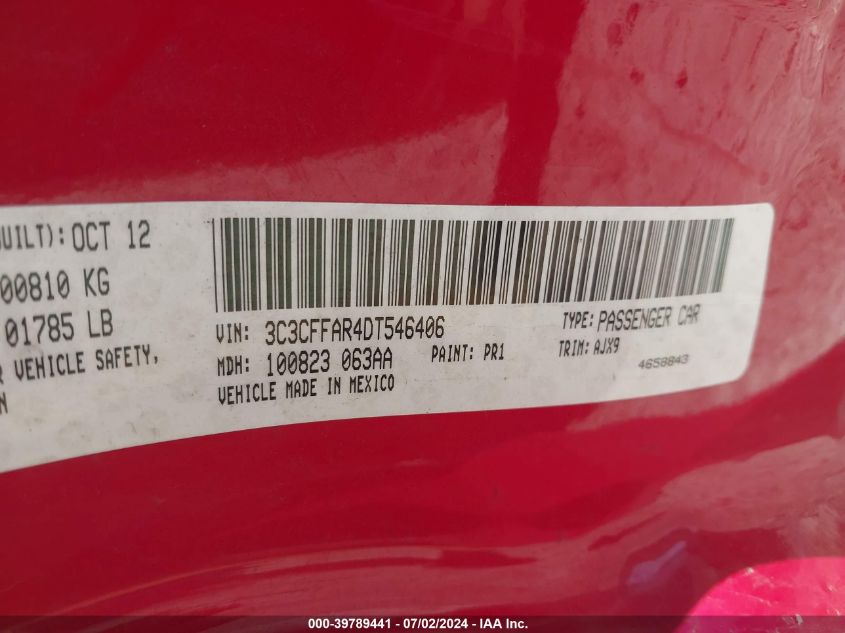 BUILT): OCT 12
00810 KG
01785 LB
VEHICLE SAFETY,
N
VIN: 3C3CFFAR4DT546406
TYPE: PASSENGER CAR
MDH: 100823 063AA PAINT: PR1
TRIM: AJX9
VEHICLE MADE IN MEXICO
4658843
000-39789441 - 07/02/2024 - IAA Inc.